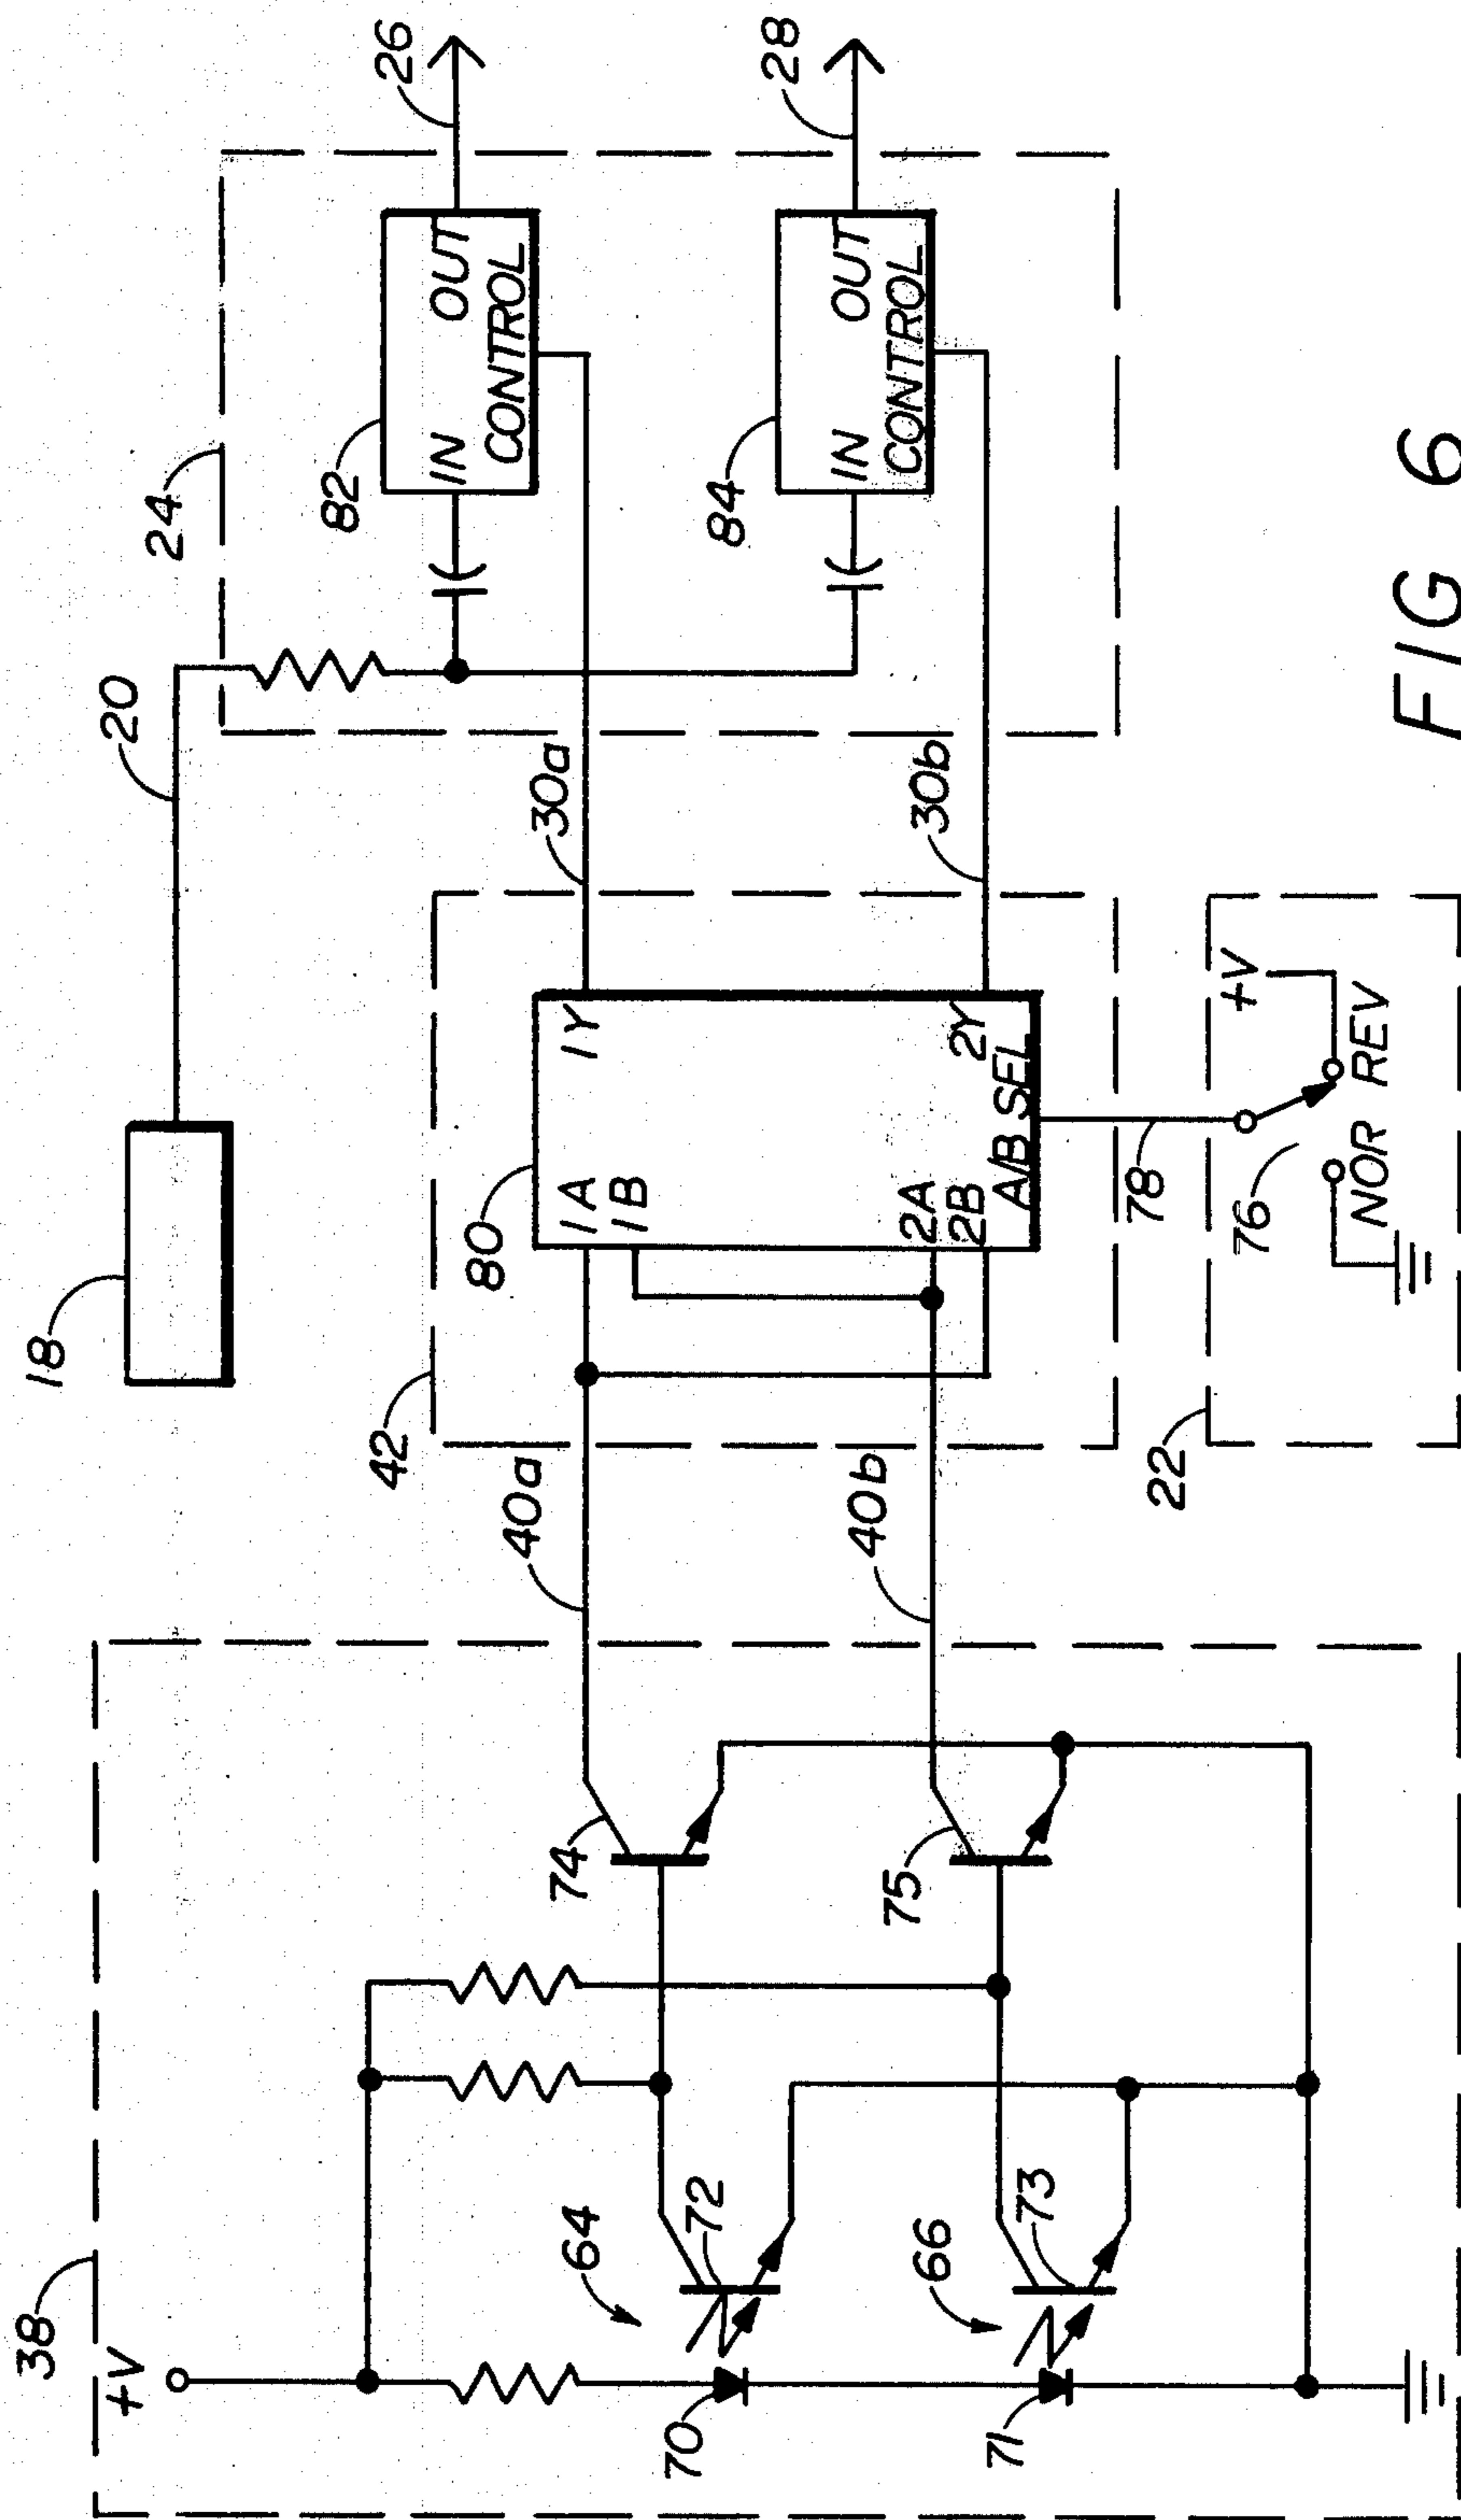 38
+V
70
71
64
72
66
73
74
75
40a
40b
42
80
1A
1B
2A
2B
1Y
2Y
A/B SEL
78
22
76
+V
NOR
REV
18
20
30a
30b
24
82
IN
OUT
CONTROL
84
IN
OUT
CONTROL
26
28
FIG 6